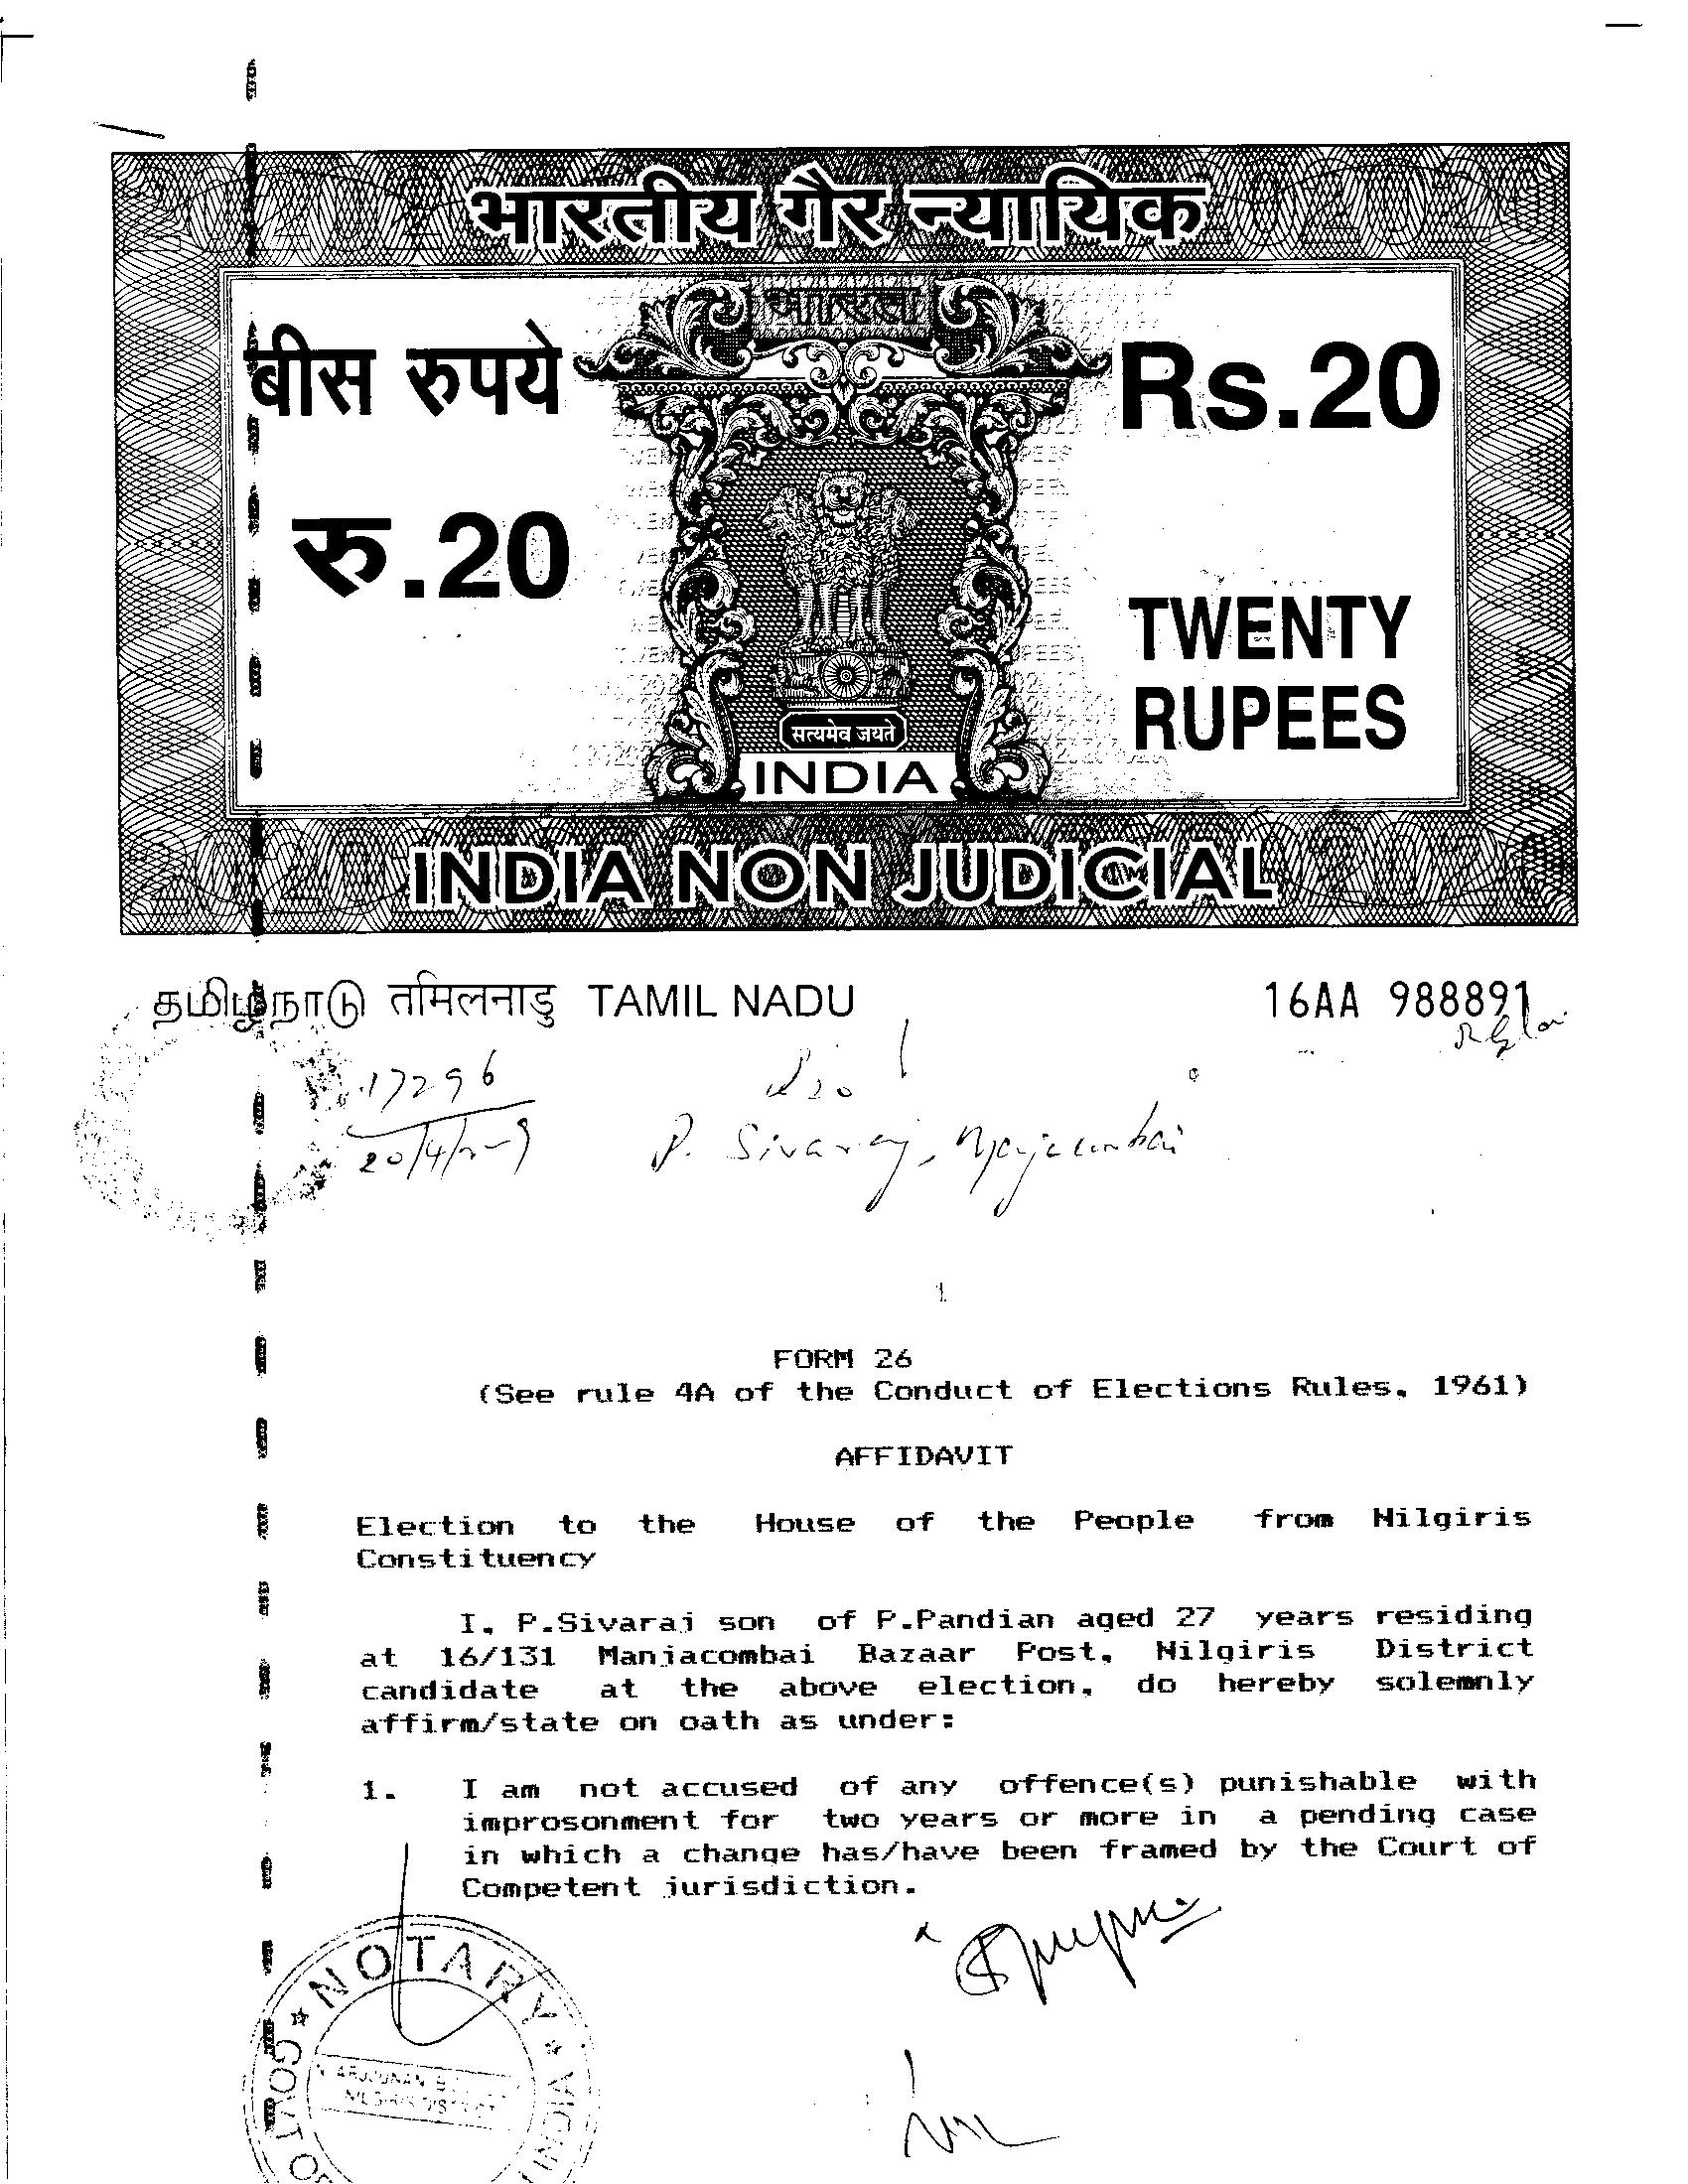 भारतीय गैर न्यायिक
भारत
बीस रुपये
Rs.20
रु.20
TWENTY
RUPEES
सत्यमेव जयते
INDIA
INDIA NON JUDICIAL
தமிழ்நாடு तमिलनाडु TAMIL NADU
16AA 988891
17296
P. Sivaraj, Manjacombai
1
FORM 26
(See rule 4A of the Conduct of Elections Rules, 1961)
AFFIDAVIT
Election to the House of the People from Nilgiris
Constituency
I, P.Sivaraj son of P.Pandian aged 27 years residing
at 16/131 Manjacombai Bazaar Post, Nilgiris District
candidate at the above election, do hereby solemnly
affirm/state on oath as under:
1. I am not accused of any offence(s) punishable with
improsonment for two years or more in a pending case
in which a change has/have been framed by the Court of
Competent jurisdiction.
NOTARY
GOVT